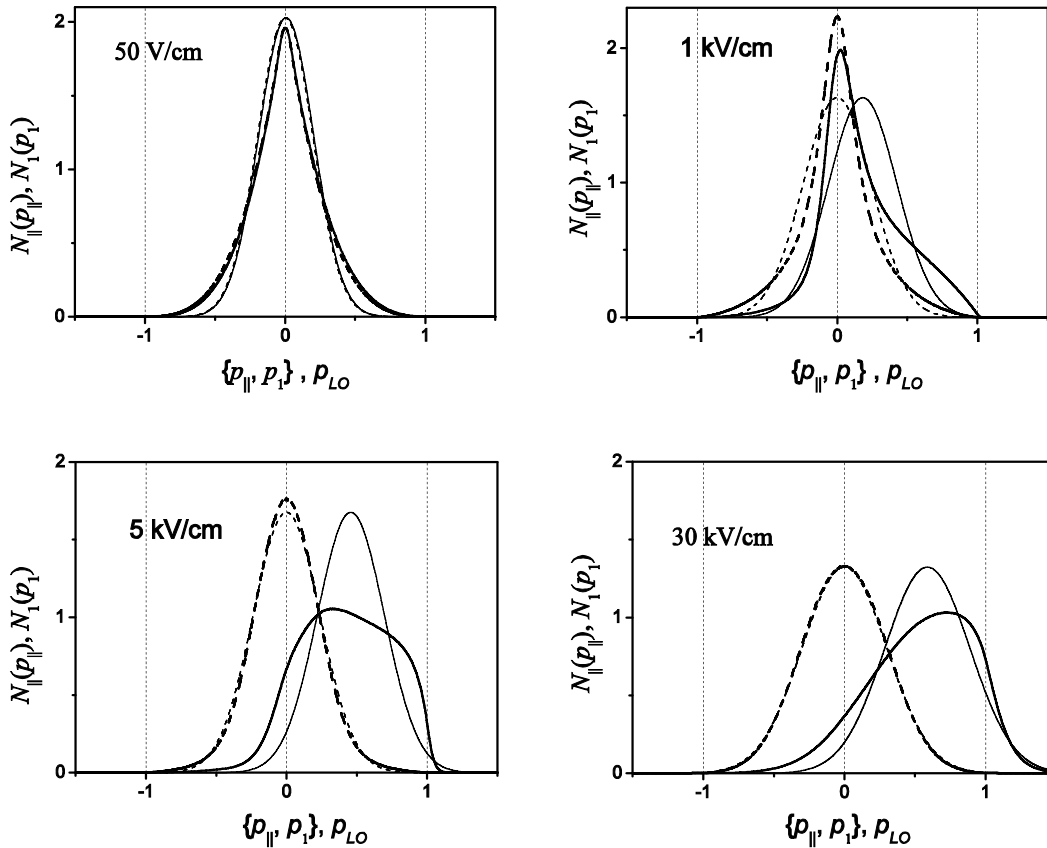 50 V/cm
N||(p||), N1(p1)
2
1
0
-1 0 1
{p||, p1} , pLO
1 kV/cm
N||(p||), N1(p1)
2
1
0
-1 0 1
{p||, p1} , pLO
5 kV/cm
N||(p||), N1(p1)
2
1
0
-1 0 1
{p||, p1}, pLO
30 kV/cm
N||(p||), N1(p1)
2
1
0
-1 0 1
{p||, p1}, pLO